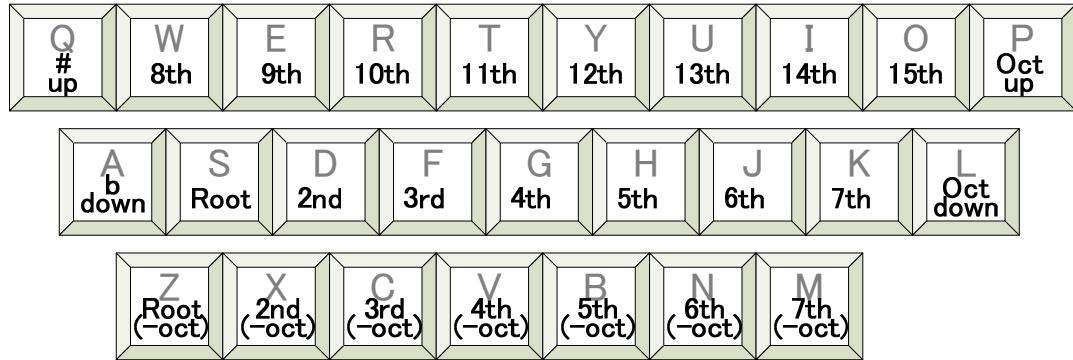 Q W E R T Y U I O P
# up 8th 9th 10th 11th 12th 13th 14th 15th Oct up
A S D F G H J K L
b down Root 2nd 3rd 4th 5th 6th 7th Oct down
Z X C V B N M
Root (-oct) 2nd (-oct) 3rd (-oct) 4th (-oct) 5th (-oct) 6th (-oct) 7th (-oct)